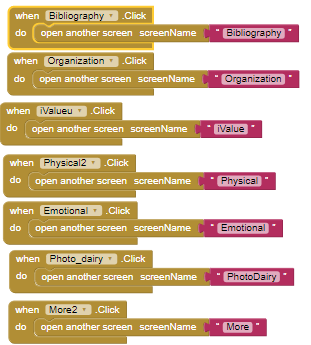 when Bibliography .Click
do open another screen screenName " Bibliography "
when Organization .Click
do open another screen screenName " Organization "
when iValueu .Click
do open another screen screenName " iValue "
when Physical2 .Click
do open another screen screenName " Physical "
when Emotional .Click
do open another screen screenName " Emotional "
when Photo_dairy .Click
do open another screen screenName " PhotoDairy "
when More2 .Click
do open another screen screenName " More "